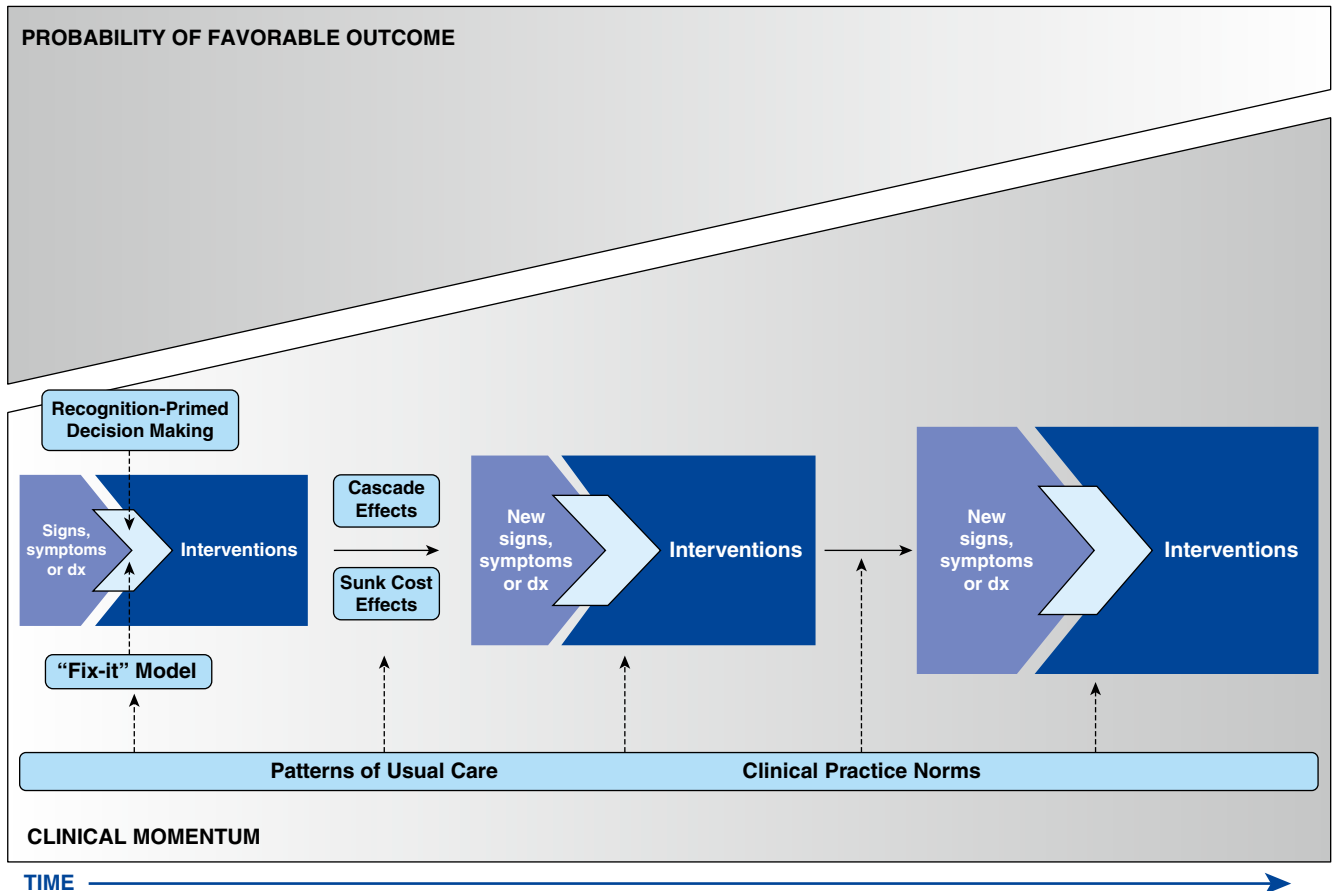 PROBABILITY OF FAVORABLE OUTCOME
Recognition-Primed
Decision Making
Signs,
symptoms
or dx
Interventions
“Fix-it” Model
Cascade
Effects
Sunk Cost
Effects
New
signs,
symptoms
or dx
Interventions
New
signs,
symptoms
or dx
Interventions
Patterns of Usual Care
Clinical Practice Norms
CLINICAL MOMENTUM
TIME